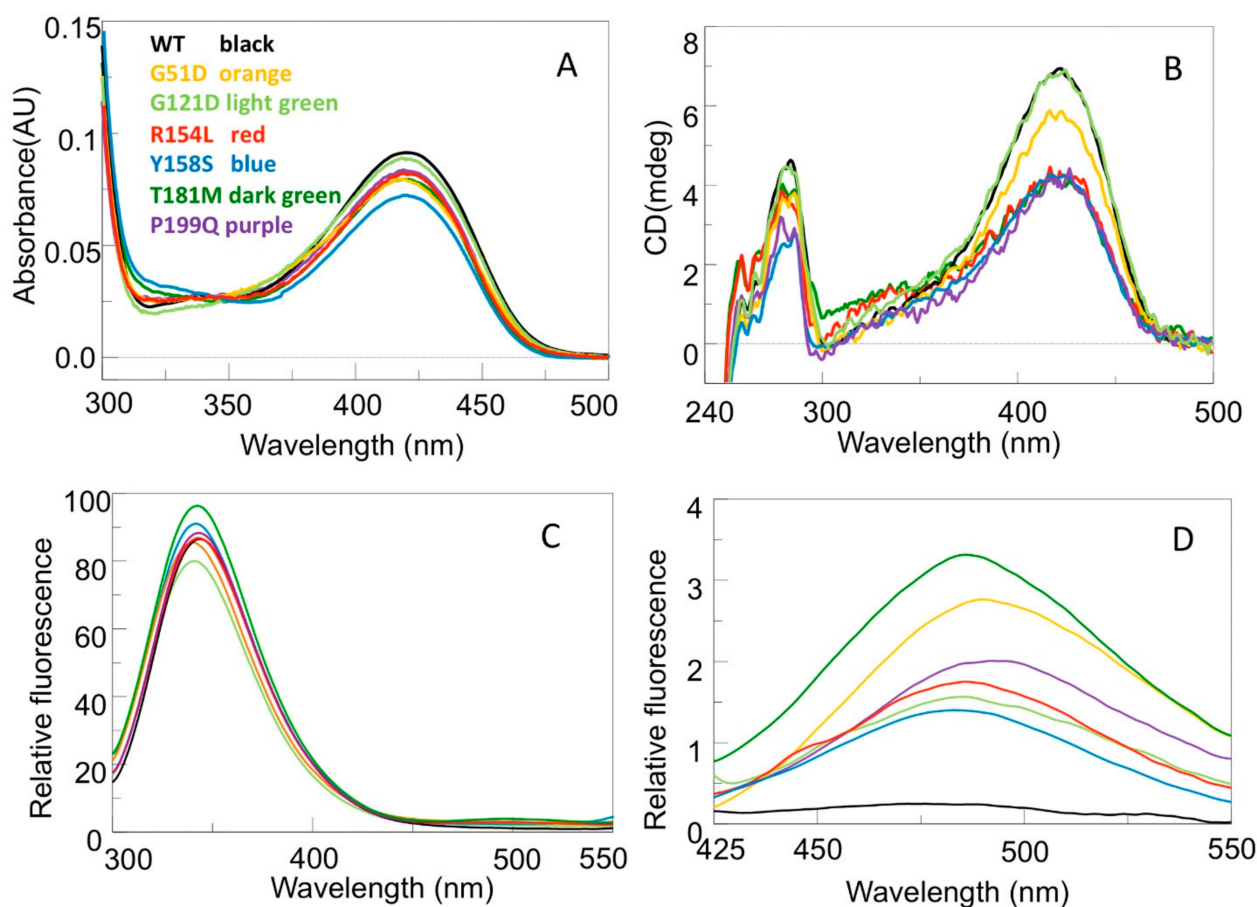 0.15
0.1
0.05
0.0
Absorbance(AU)
WT black
G51D orange
G121D light green
R154L red
Y158S blue
T181M dark green
P199Q purple
A
300 350 400 450 500
Wavelength (nm)
8
6
4
2
0
CD(mdeg)
B
240 300 400 500
Wavelength (nm)
100
80
60
40
20
0
Relative fluorescence
C
300 400 550
Wavelength (nm)
4
3
2
1
0
Relative fluorescence
D
425 450 500 550
Wavelength (nm)